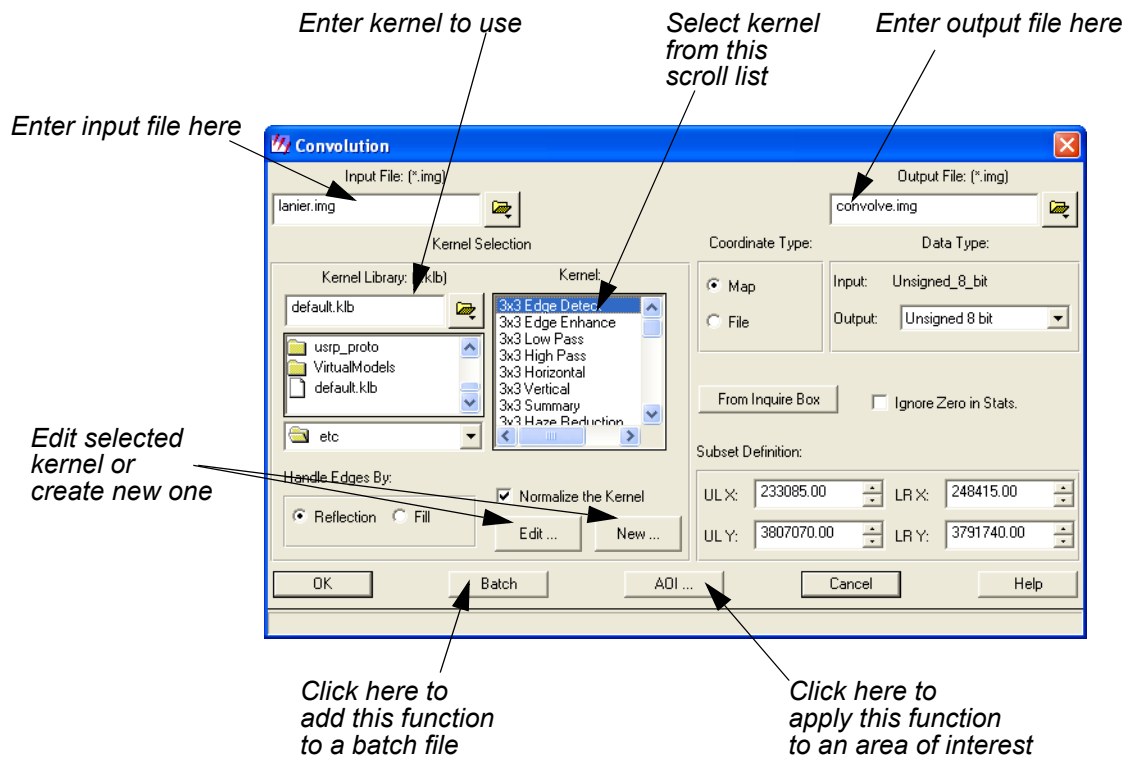 Enter kernel to use
Select kernel
from this
scroll list
Enter output file here
Enter input file here
Convolution
Input File: (*.img)
Output File: (*.img)
lanier.img
convolve.img
Kernel Selection
Coordinate Type:
Data Type:
Kernel Library: (*.klb)
Kernel:
default.klb
3x3 Edge Detect
3x3 Edge Enhance
3x3 Low Pass
3x3 High Pass
3x3 Horizontal
3x3 Vertical
3x3 Summary
3x3 Haze Reduction
usrp_proto
VirtualModels
default.klb
etc
Map
File
Input: Unsigned_8_bit
Output: Unsigned 8 bit
From Inquire Box
Ignore Zero in Stats.
Edit selected
kernel or
create new one
Handle Edges By:
Reflection
Fill
Normalize the Kernel
Edit ...
New ...
Subset Definition:
UL X: 233085.00
LR X: 248415.00
UL Y: 3807070.00
LR Y: 3791740.00
OK
Batch
AOI ...
Cancel
Help
Click here to
add this function
to a batch file
Click here to
apply this function
to an area of interest